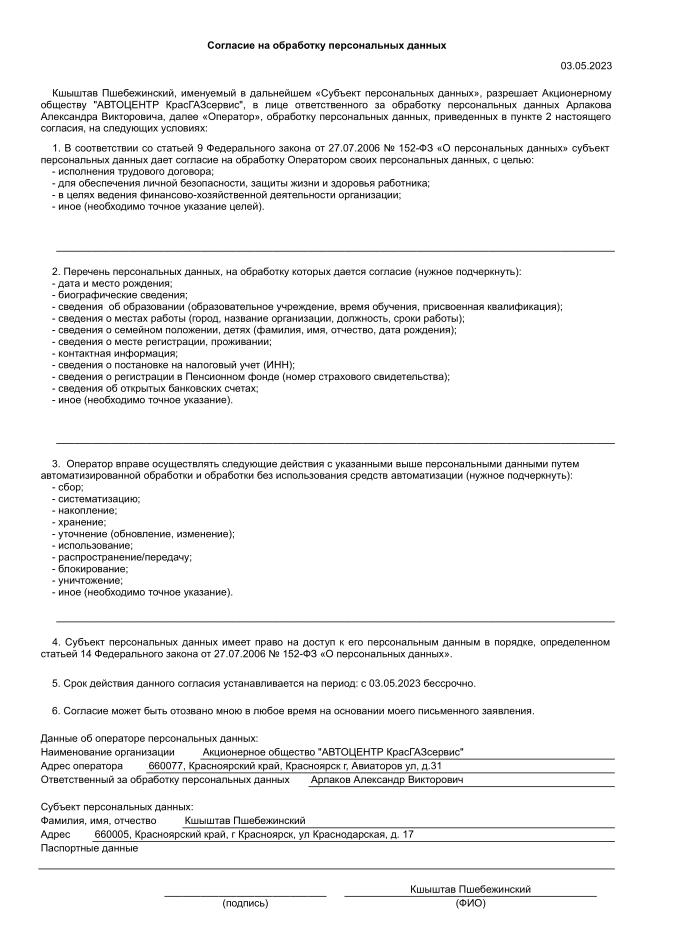 Согласие на обработку персональных данных
03.05.2023
Кшыштав Пшебежинский, именуемый в дальнейшем «Субъект персональных данных», разрешает Акционерному
обществу "АВТОЦЕНТР КрасГАЗсервис", в лице ответственного за обработку персональных данных Арлакова
Александра Викторовича, далее «Оператор», обработку персональных данных, приведенных в пункте 2 настоящего
согласия, на следующих условиях:
1. В соответствии со статьей 9 Федерального закона от 27.07.2006 № 152-ФЗ «О персональных данных» субъект
персональных данных дает согласие на обработку Оператором своих персональных данных, с целью:
- исполнения трудового договора;
- для обеспечения личной безопасности, защиты жизни и здоровья работника;
- в целях ведения финансово-хозяйственной деятельности организации;
- иное (необходимо точное указание целей).
2. Перечень персональных данных, на обработку которых дается согласие (нужное подчеркнуть):
- дата и место рождения;
- биографические сведения;
- сведения об образовании (образовательное учреждение, время обучения, присвоенная квалификация);
- сведения о местах работы (город, название организации, должность, сроки работы);
- сведения о семейном положении, детях (фамилия, имя, отчество, дата рождения);
- сведения о месте регистрации, проживании;
- контактная информация;
- сведения о постановке на налоговый учет (ИНН);
- сведения о регистрации в Пенсионном фонде (номер страхового свидетельства);
- сведения об открытых банковских счетах;
- иное (необходимо точное указание).
3. Оператор вправе осуществлять следующие действия с указанными выше персональными данными путем
автоматизированной обработки и обработки без использования средств автоматизации (нужное подчеркнуть):
- сбор;
- систематизацию;
- накопление;
- хранение;
- уточнение (обновление, изменение);
- использование;
- распространение/передачу;
- блокирование;
- уничтожение;
- иное (необходимо точное указание).
4. Субъект персональных данных имеет право на доступ к его персональным данным в порядке, определенном
статьей 14 Федерального закона от 27.07.2006 № 152-ФЗ «О персональных данных».
5. Срок действия данного согласия устанавливается на период: с 03.05.2023 бессрочно.
6. Согласие может быть отозвано мною в любое время на основании моего письменного заявления.
Данные об операторе персональных данных:
Наименование организации Акционерное общество "АВТОЦЕНТР КрасГАЗсервис"
Адрес оператора 660077, Красноярский край, Красноярск г, Авиаторов ул, д.31
Ответственный за обработку персональных данных Арлаков Александр Викторович
Субъект персональных данных:
Фамилия, имя, отчество Кшыштав Пшебежинский
Адрес 660005, Красноярский край, г Красноярск, ул Краснодарская, д. 17
Паспортные данные
Кшыштав Пшебежинский
(подпись) (ФИО)